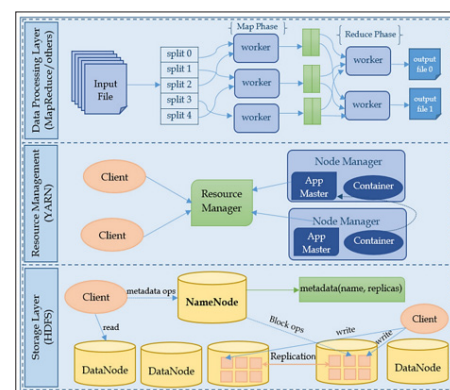 Data Processing Layer
(MapReduce/others)
Map Phase
Reduce Phase
Input
File
split 0
split 1
split 2
split 3
split 4
worker
worker
worker
worker
worker
output
file 0
output
file 1
Resource Management
(YARN)
Client
Client
Resource
Manager
Node Manager
App
Master
Container
Node Manager
App
Master
Container
Storage Layer
(HDFS)
Client
metadata ops
NameNode
metadata(name, replicas)
Client
read
Block ops
write
write
Replication
DataNode
DataNode
DataNode